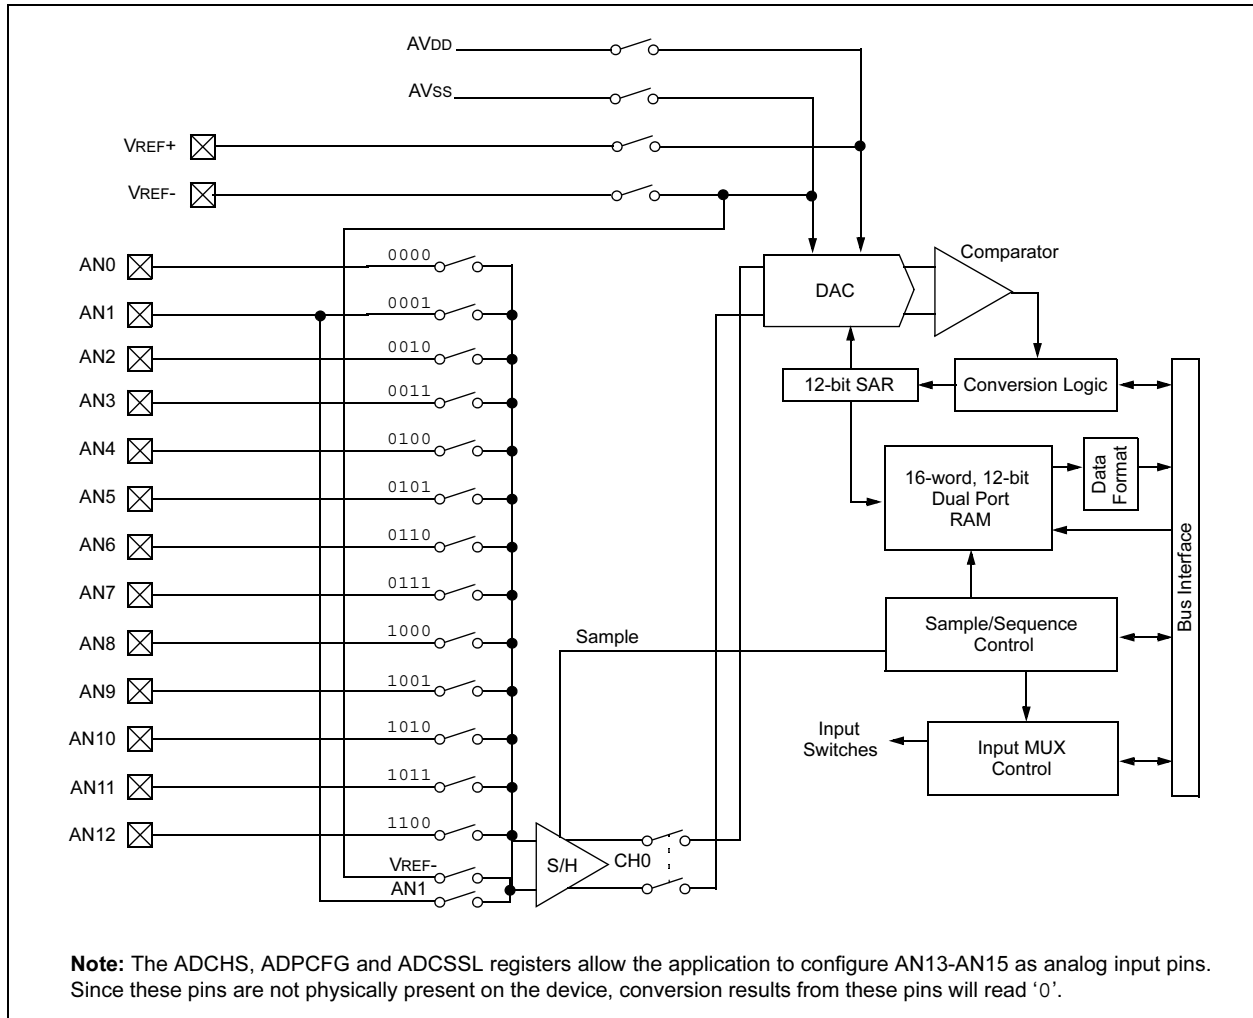 AVDD
AVSS
VREF+
VREF-
AN0
0000
AN1
0001
AN2
0010
AN3
0011
AN4
0100
AN5
0101
AN6
0110
AN7
0111
AN8
1000
AN9
1001
AN10
1010
AN11
1011
AN12
1100
VREF-
AN1
S/H
CH0
Sample
DAC
Comparator
12-bit SAR
Conversion Logic
16-word, 12-bit
Dual Port
RAM
Data
Format
Bus Interface
Sample/Sequence
Control
Input
Switches
Input MUX
Control
Note: The ADCHS, ADPCFG and ADCSSL registers allow the application to configure AN13-AN15 as analog input pins.
Since these pins are not physically present on the device, conversion results from these pins will read ‘0’.